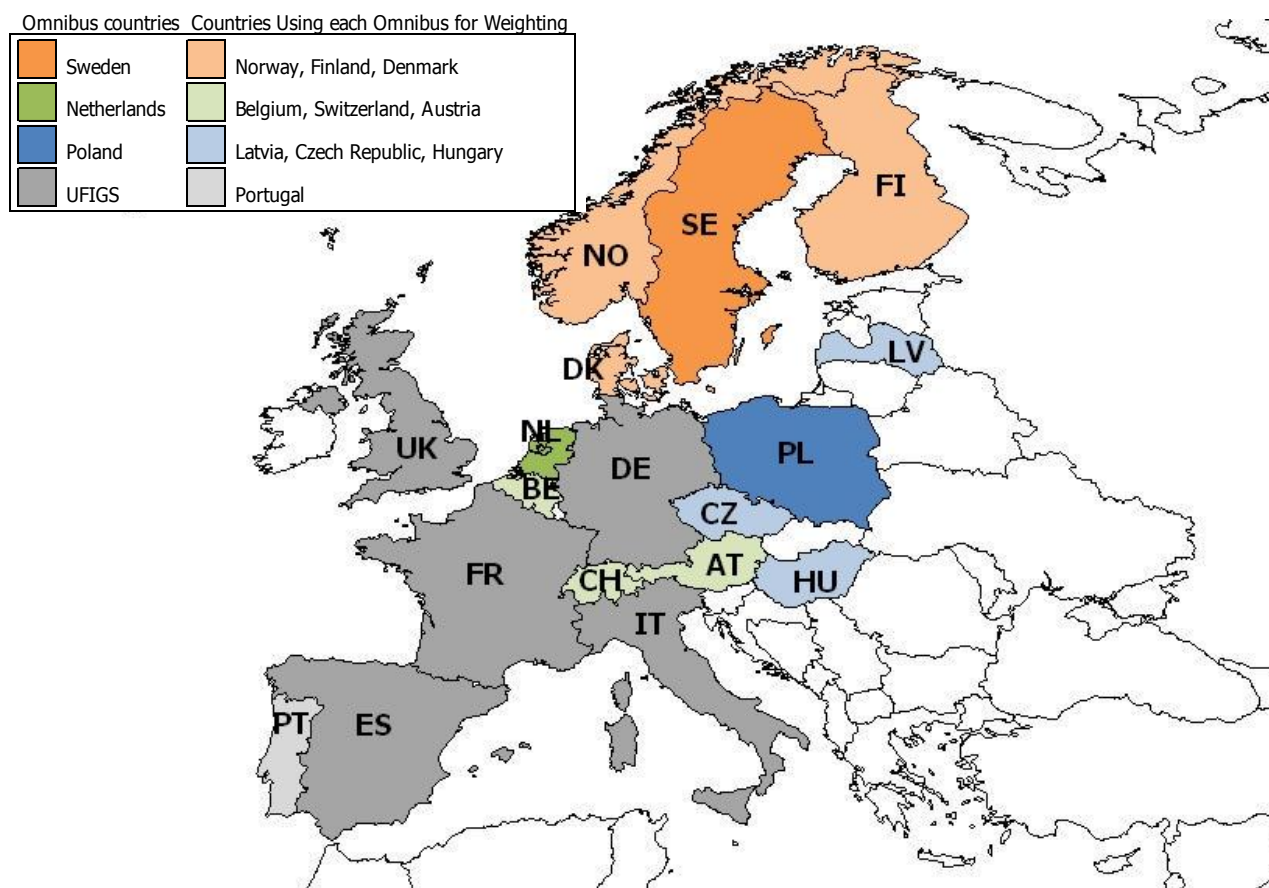 Omnibus countries Countries Using each Omnibus for Weighting
Sweden Norway, Finland, Denmark
Netherlands Belgium, Switzerland, Austria
Poland Latvia, Czech Republic, Hungary
UFIGS Portugal
FI
SE
NO
LV
DK
NL
UK
PL
DE
BE
CZ
AT
FR
CH
HU
IT
PT
ES